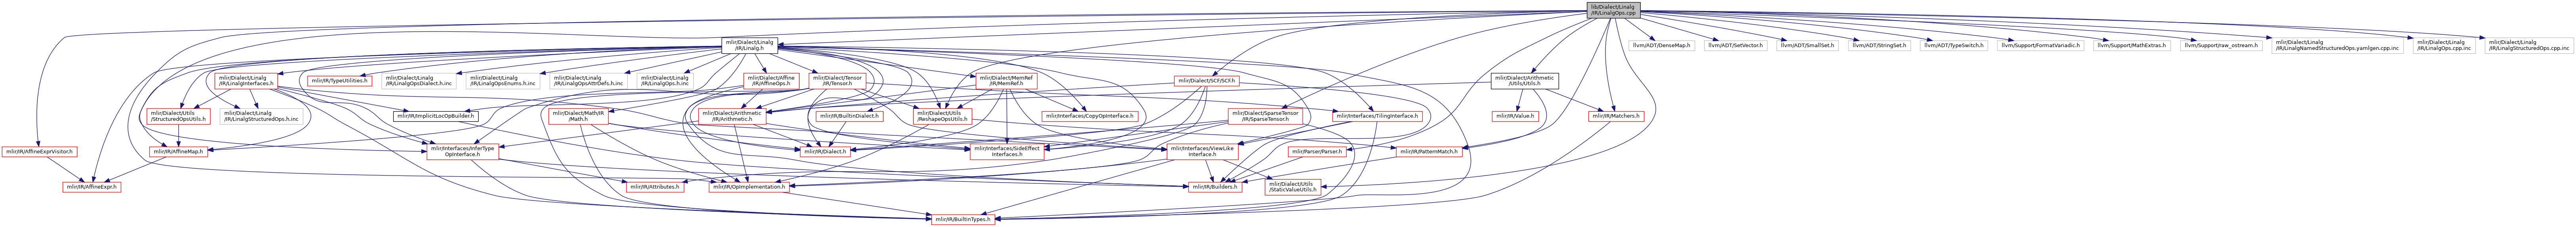 lib/Dialect/Linalg
/IR/LinalgOps.cpp
mlir/Dialect/Linalg
/IR/Linalg.h
llvm/ADT/DenseMap.h
llvm/ADT/SetVector.h
llvm/ADT/SmallSet.h
llvm/ADT/StringSet.h
llvm/ADT/TypeSwitch.h
llvm/Support/FormatVariadic.h
llvm/Support/MathExtras.h
llvm/Support/raw_ostream.h
mlir/Dialect/Linalg
/IR/LinalgNamedStructuredOps.yamlgen.cpp.inc
mlir/Dialect/Linalg
/IR/LinalgOps.cpp.inc
mlir/Dialect/Linalg
/IR/LinalgStructuredOps.cpp.inc
mlir/Dialect/Linalg
/IR/LinalgInterfaces.h
mlir/IR/TypeUtilities.h
mlir/Dialect/Linalg
/IR/LinalgOpsDialect.h.inc
mlir/Dialect/Linalg
/IR/LinalgOpsEnums.h.inc
mlir/Dialect/Linalg
/IR/LinalgOpsAttrDefs.h.inc
mlir/Dialect/Linalg
/IR/LinalgOps.h.inc
mlir/Dialect/Affine
/IR/AffineOps.h
mlir/Dialect/Tensor
/IR/Tensor.h
mlir/Dialect/MemRef
/IR/MemRef.h
mlir/Dialect/SCF/SCF.h
mlir/Dialect/Arithmetic
/Utils/Utils.h
mlir/Dialect/Utils
/StructuredOpsUtils.h
mlir/Dialect/Linalg
/IR/LinalgStructuredOps.h.inc
mlir/IR/ImplicitLocOpBuilder.h
mlir/Dialect/Math/IR
/Math.h
mlir/Dialect/Arithmetic
/IR/Arithmetic.h
mlir/IR/BuiltinDialect.h
mlir/Dialect/Utils
/ReshapeOpsUtils.h
mlir/Interfaces/CopyOpInterface.h
mlir/Dialect/SparseTensor
/IR/SparseTensor.h
mlir/Interfaces/TilingInterface.h
mlir/IR/Value.h
mlir/IR/Matchers.h
mlir/IR/AffineExprVisitor.h
mlir/IR/AffineMap.h
mlir/Interfaces/InferType
OpInterface.h
mlir/IR/Dialect.h
mlir/Interfaces/SideEffect
Interfaces.h
mlir/Interfaces/ViewLike
Interface.h
mlir/Parser/Parser.h
mlir/IR/PatternMatch.h
mlir/IR/AffineExpr.h
mlir/IR/Attributes.h
mlir/IR/OpImplementation.h
mlir/IR/Builders.h
mlir/Dialect/Utils
/StaticValueUtils.h
mlir/IR/BuiltinTypes.h